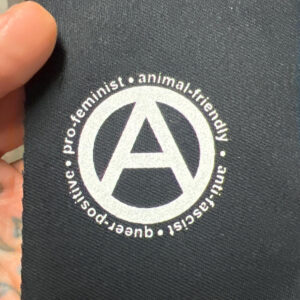 pro-feminist • animal-friendly • anti-fascist • queer-positive •
A